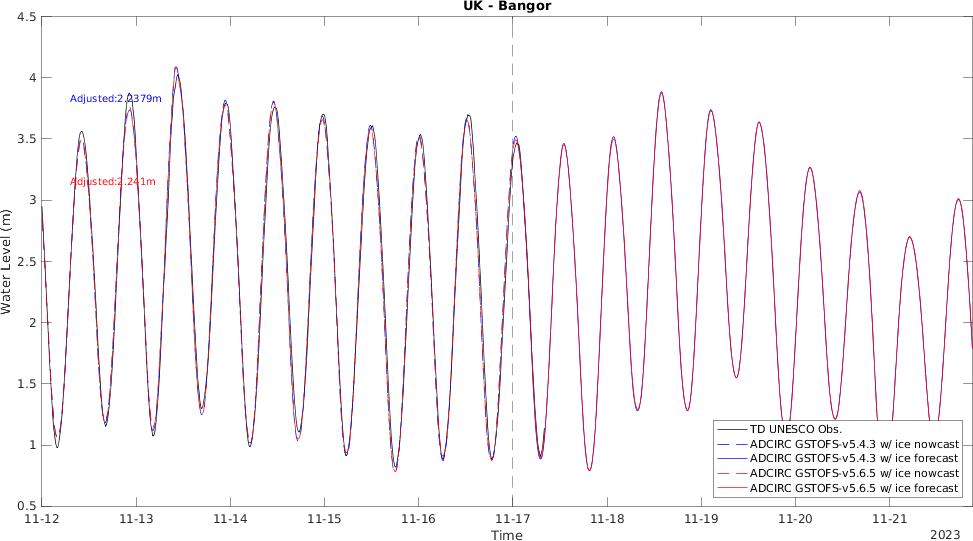 UK - Bangor
4.5
4
3.5
3
2.5
2
1.5
1
0.5
Water Level (m)
Adjusted:2.2379m
Adjusted:2.241m
TD UNESCO Obs.
ADCIRC GSTOFS-v5.4.3 w/ ice nowcast
ADCIRC GSTOFS-v5.4.3 w/ ice forecast
ADCIRC GSTOFS-v5.6.5 w/ ice nowcast
ADCIRC GSTOFS-v5.6.5 w/ ice forecast
11-12 11-13 11-14 11-15 11-16 11-17 11-18 11-19 11-20 11-21
Time
2023